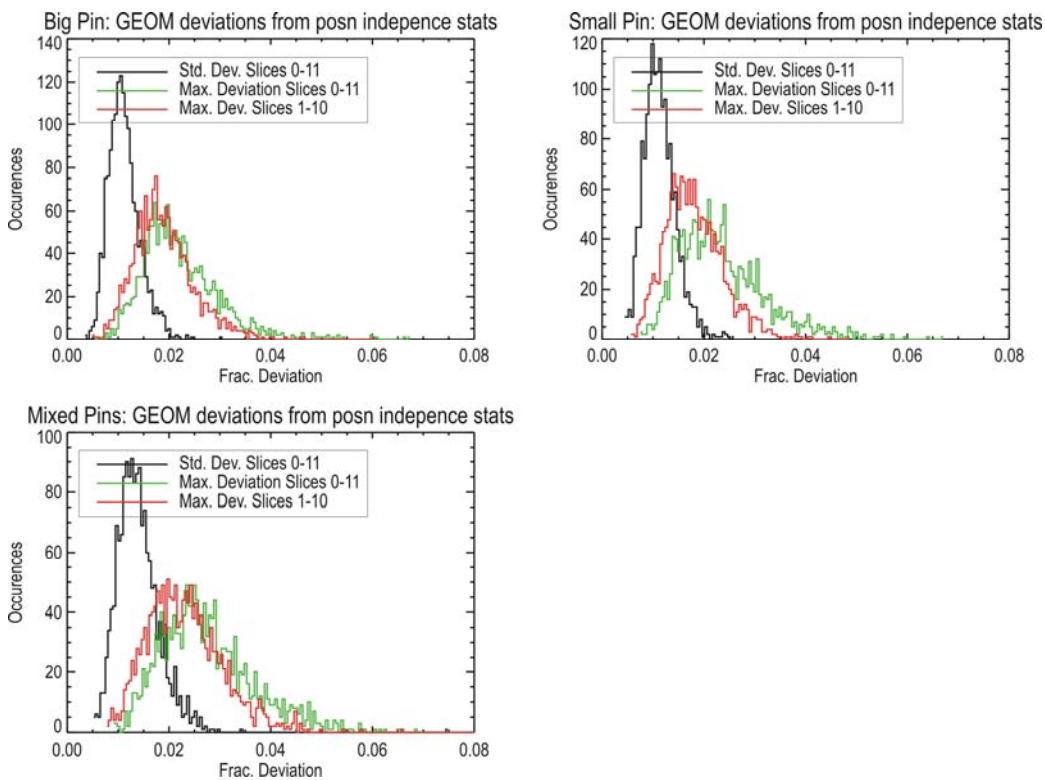 Big Pin: GEOM deviations from posn indepence stats
140
120
100
80
60
40
20
0
Std. Dev. Slices 0-11
Max. Deviation Slices 0-11
Max. Dev. Slices 1-10
Occurences
0.00 0.02 0.04 0.06 0.08
Frac. Deviation
Small Pin: GEOM deviations from posn indepence stats
120
100
80
60
40
20
0
Std. Dev. Slices 0-11
Max. Deviation Slices 0-11
Max. Dev. Slices 1-10
Occurences
0.00 0.02 0.04 0.06 0.08
Frac. Deviation
Mixed Pins: GEOM deviations from posn indepence stats
100
80
60
40
20
0
Std. Dev. Slices 0-11
Max. Deviation Slices 0-11
Max. Dev. Slices 1-10
Occurences
0.00 0.02 0.04 0.06 0.08
Frac. Deviation